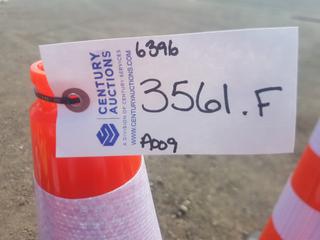 CENTURY
AUCTIONS
A DIVISION OF CENTURY SERVICES
WWW.CENTURYAUCTIONS.COM
6396
3561.F
A009